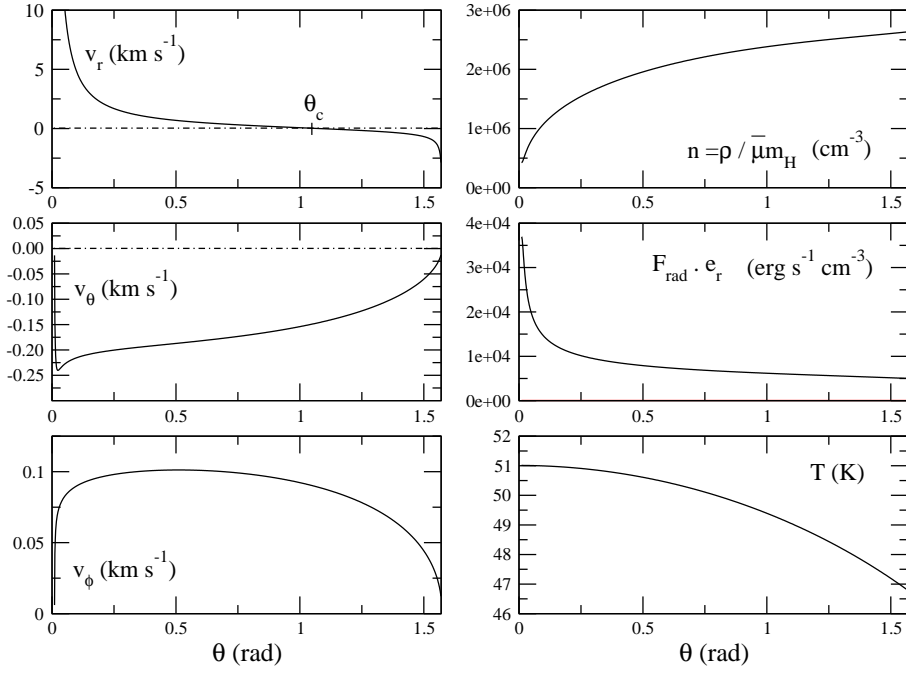 10
5
0
-5
v_r (km s^-1)
θ_c
0 0.5 1 1.5
3e+06
2e+06
1e+06
0e+00
n =ρ / μ̅m_H (cm^-3)
0 0.5 1 1.5
0.05
0.00
-0.05
-0.10
-0.15
-0.20
-0.25
v_θ (km s^-1)
0 0.5 1 1.5
4e+04
3e+04
2e+04
1e+04
0e+00
F_rad . e_r (erg s^-1 cm^-3)
0 0.5 1 1.5
0.1
0.05
0
v_ϕ (km s^-1)
0 0.5 1 1.5
θ (rad)
52
51
50
49
48
47
46
T (K)
0 0.5 1 1.5
θ (rad)